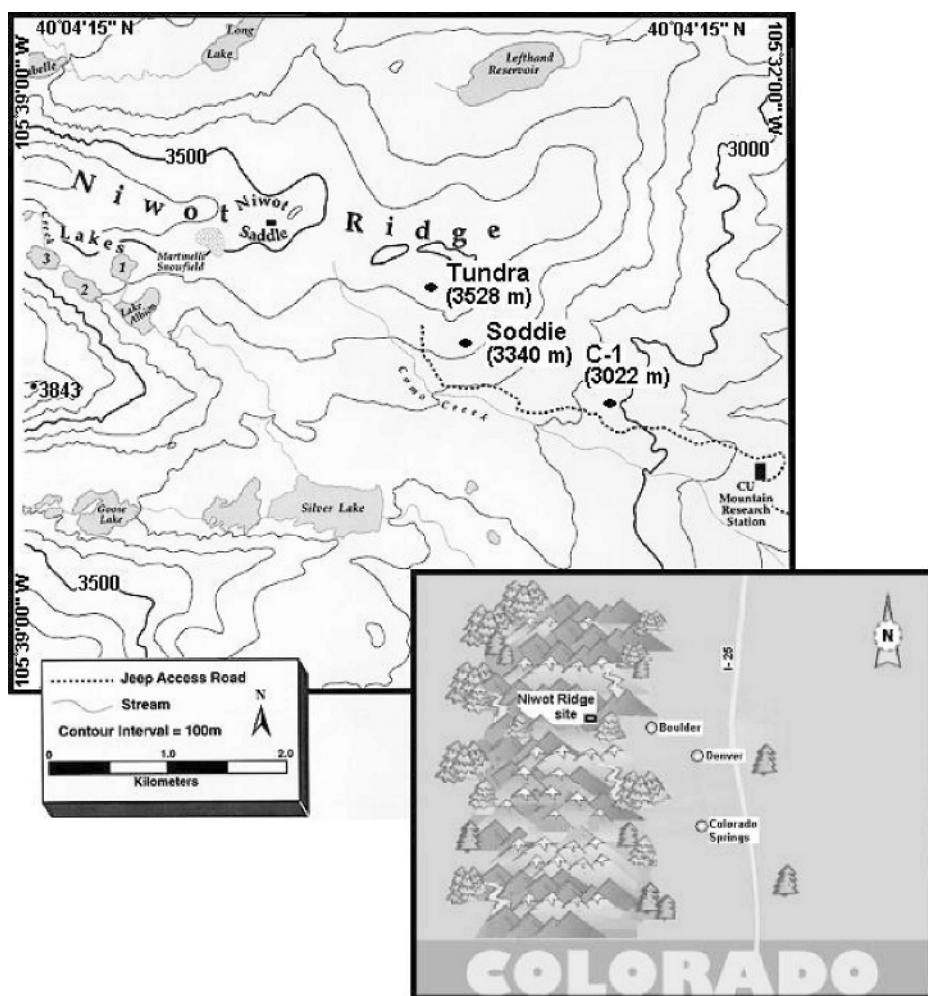 40°04'15" N
40°04'15" N
105°39'00" W
105°32'00" W
Long
Lake
Lefthand
Reservoir
3500
3000
Niwot
Ridge
Niwot
Saddle
Creek
Lakes
3
1
2
Martinelli
Snowfield
Lake
Albion
Tundra
(3528 m)
Soddie
(3340 m)
C-1
(3022 m)
3843
Como Creek
CU
Mountain
Research
Station
Goose
Lake
Silver Lake
3500
105°39'00" W
Jeep Access Road
Stream
N
Contour Interval = 100m
0 1.0 2.0
Kilometers
I-25
N
Niwot Ridge
site
Boulder
Denver
Colorado
Springs
COLORADO